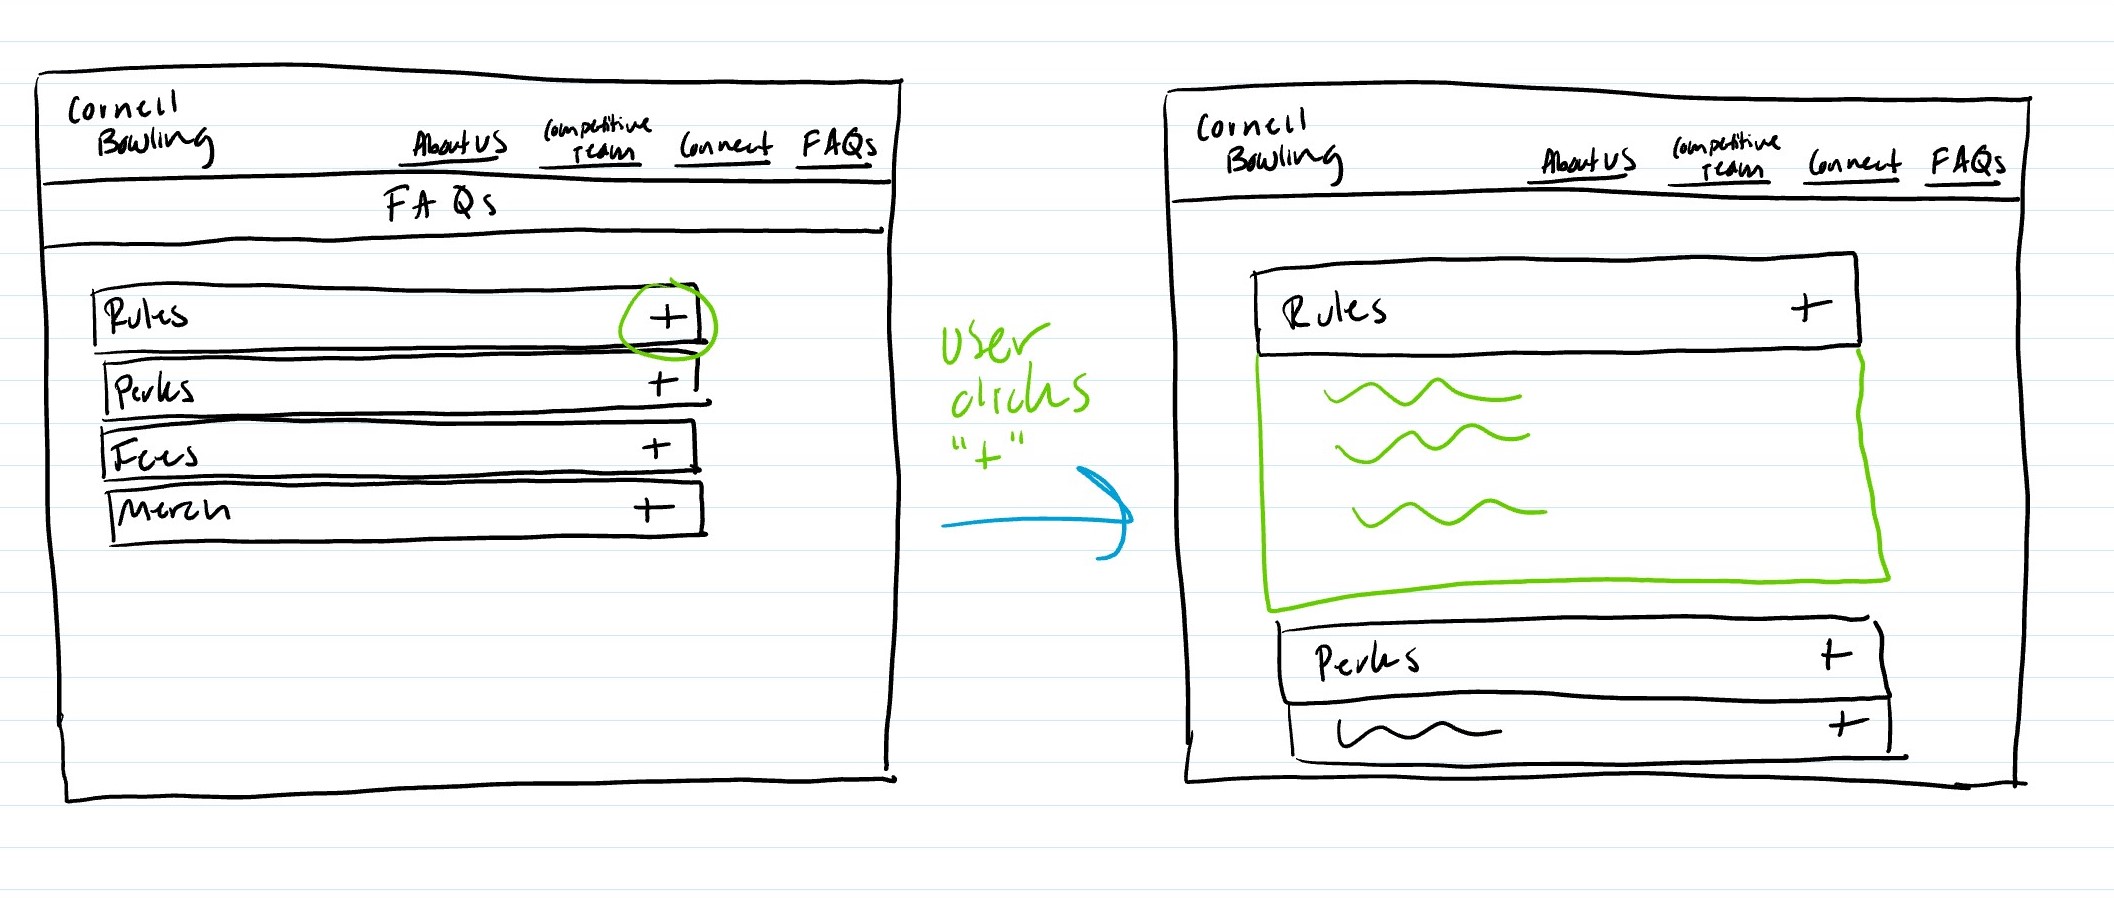 Cornell
Bowling
About Us
Competitive
Team
Connect
FAQs
FAQs
Rules +
Perks +
Fees +
Merch +
user
clicks
"+"
Cornell
Bowling
About Us
Competitive
Team
Connect
FAQs
Rules +
Perks +
+